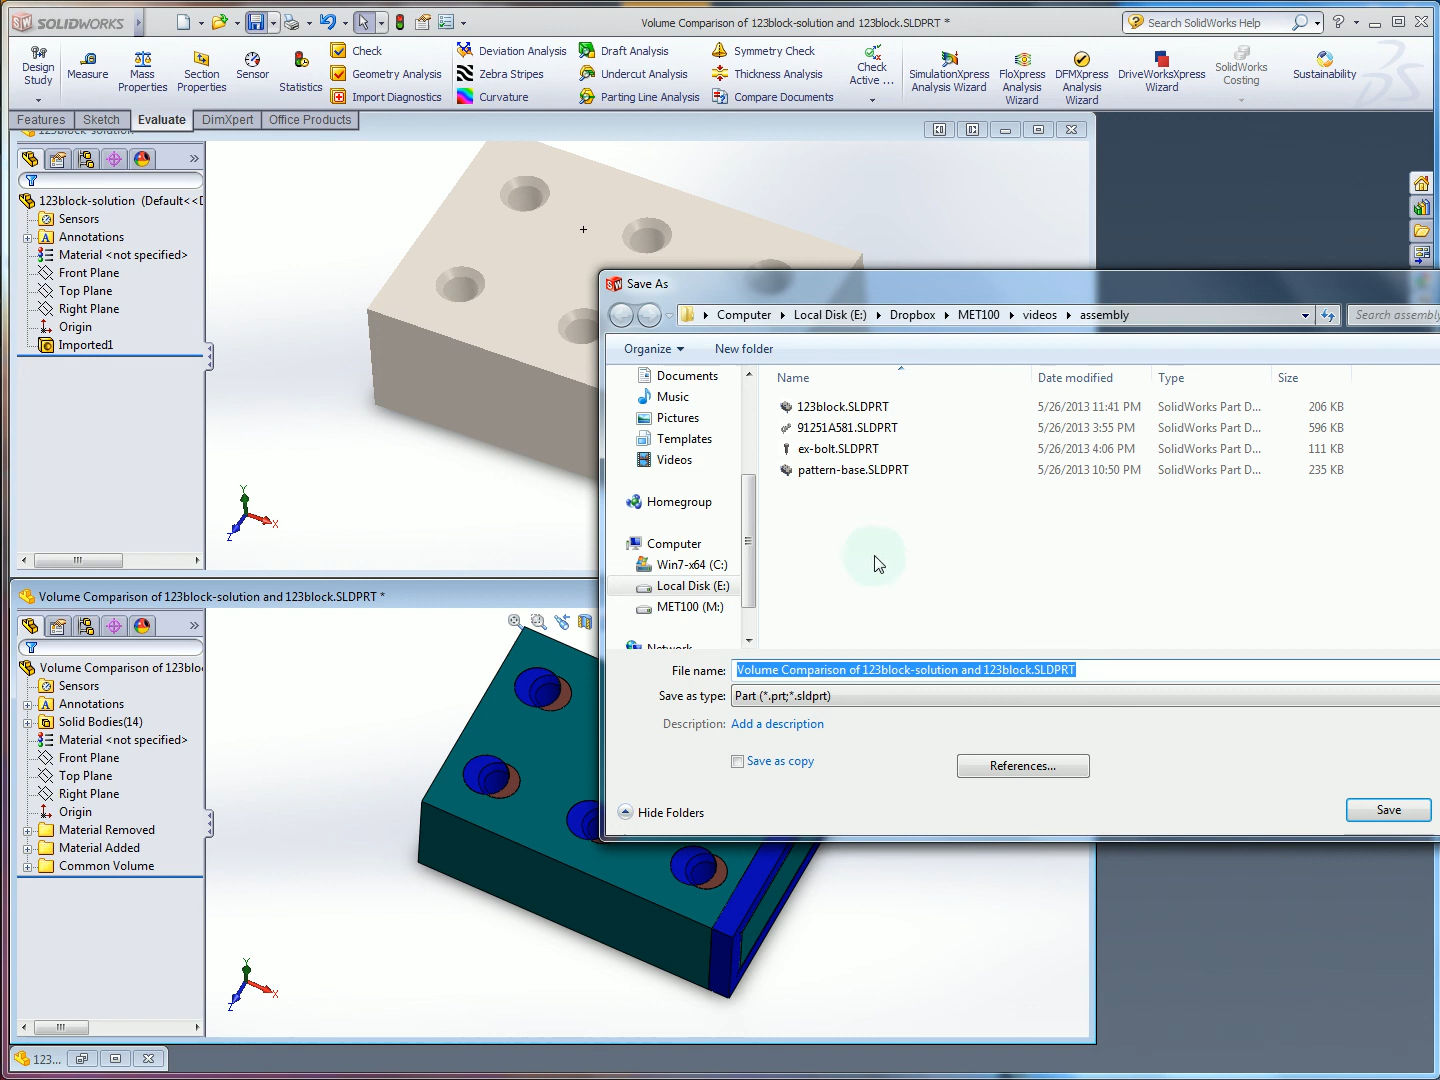 SOLIDWORKS
Volume Comparison of 123block-solution and 123block.SLDPRT *
Search SolidWorks Help
Design Study
Measure
Mass Properties
Section Properties
Sensor
Statistics
Check
Geometry Analysis
Import Diagnostics
Deviation Analysis
Zebra Stripes
Curvature
Draft Analysis
Undercut Analysis
Parting Line Analysis
Symmetry Check
Thickness Analysis
Compare Documents
Check Active ...
SimulationXpress Analysis Wizard
FloXpress Analysis Wizard
DFMXpress Analysis Wizard
DriveWorksXpress Wizard
SolidWorks Costing
Sustainability
Features
Sketch
Evaluate
DimXpert
Office Products
123block-solution
123block-solution (Default<<D
Sensors
Annotations
Material <not specified>
Front Plane
Top Plane
Right Plane
Origin
Imported1
Y
X
Z
Save As
Computer
Local Disk (E:)
Dropbox
MET100
videos
assembly
Search assembly
Organize
New folder
Documents
Music
Pictures
Templates
Videos
Homegroup
Computer
Win7-x64 (C:)
Local Disk (E:)
MET100 (M:)
Network
Name Date modified Type Size
123block.SLDPRT 5/26/2013 11:41 PM SolidWorks Part D... 206 KB
91251A581.SLDPRT 5/26/2013 3:55 PM SolidWorks Part D... 596 KB
ex-bolt.SLDPRT 5/26/2013 4:06 PM SolidWorks Part D... 111 KB
pattern-base.SLDPRT 5/26/2013 10:50 PM SolidWorks Part D... 235 KB
File name: Volume Comparison of 123block-solution and 123block.SLDPRT
Save as type: Part (*.prt;*.sldprt)
Description: Add a description
Save as copy
References...
Hide Folders
Save
Volume Comparison of 123block-solution and 123block.SLDPRT *
Volume Comparison of 123bloc
Sensors
Annotations
Solid Bodies(14)
Material <not specified>
Front Plane
Top Plane
Right Plane
Origin
Material Removed
Material Added
Common Volume
Y
X
Z
123...